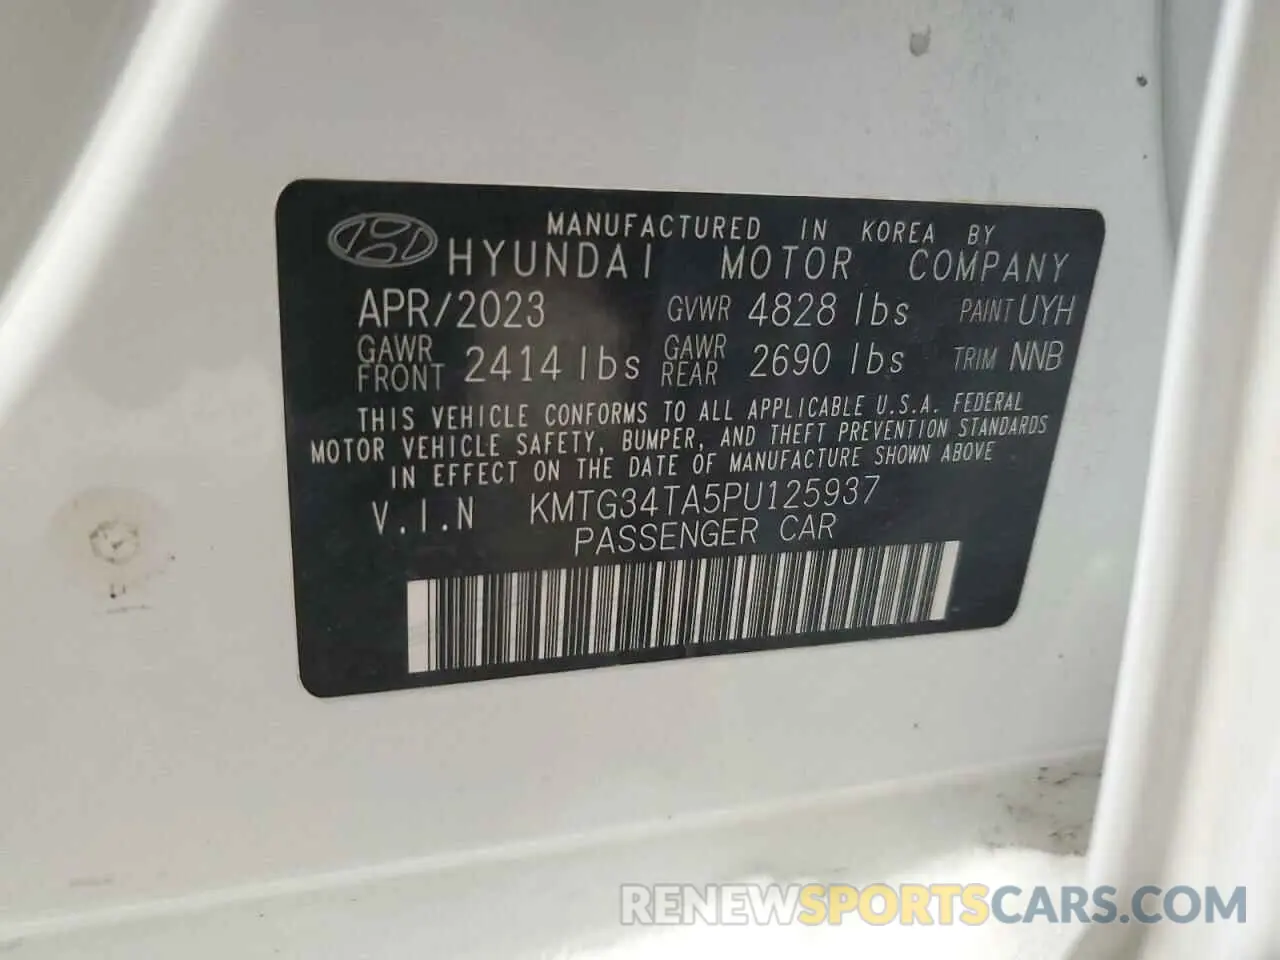 MANUFACTURED IN KOREA BY
HYUNDAI MOTOR COMPANY
APR/2023 GVWR 4828 lbs PAINT UYH
GAWR FRONT 2414 lbs GAWR REAR 2690 lbs TRIM NNB
THIS VEHICLE CONFORMS TO ALL APPLICABLE U.S.A. FEDERAL
MOTOR VEHICLE SAFETY, BUMPER, AND THEFT PREVENTION STANDARDS
IN EFFECT ON THE DATE OF MANUFACTURE SHOWN ABOVE
V.I.N KMTG34TA5PU125937
PASSENGER CAR
RENEWSPORTSCARS.COM